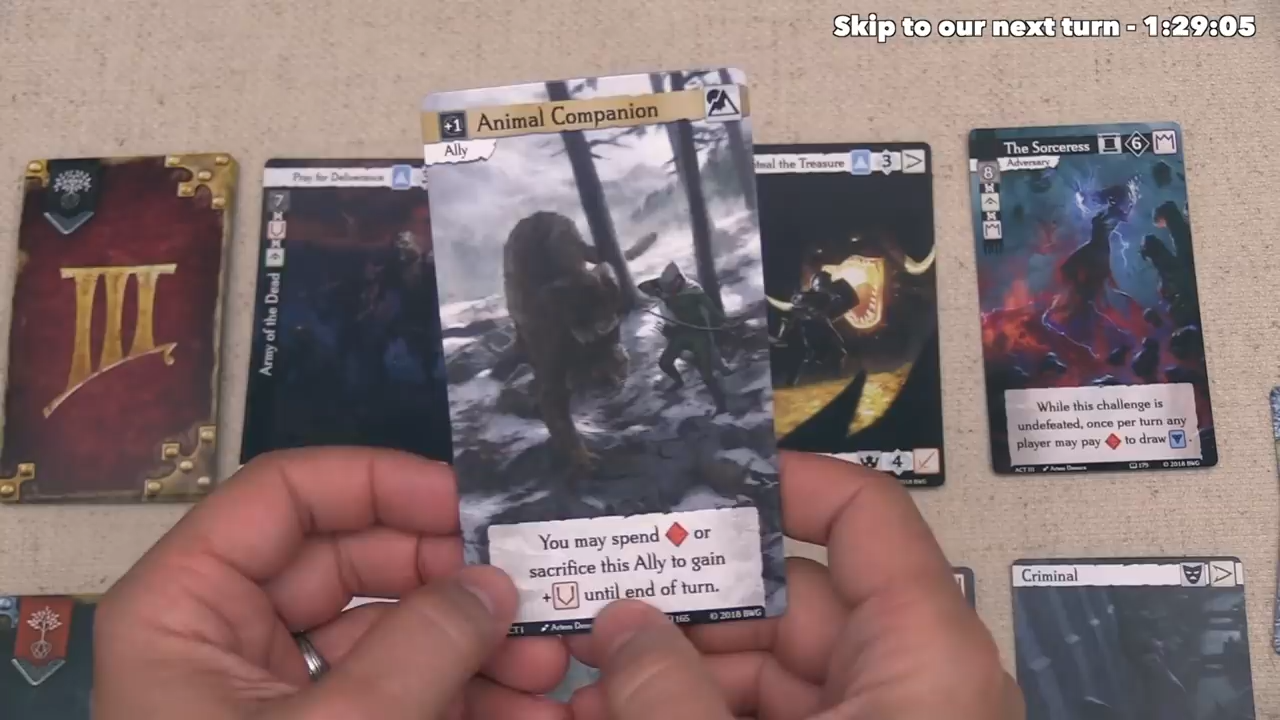 Skip to our next turn - 1:29:05
+1 Animal Companion
Ally
You may spend or
sacrifice this Ally to gain
+ until end of turn.
165 © 2018 BWG
III
Pray for Deliverance
7
Army of the Dead
teal the Treasure 3
4
The Sorceress 6
Adversary
8
While this challenge is
undefeated, once per turn any
player may pay to draw .
ACT III © 2018 BWG
Criminal